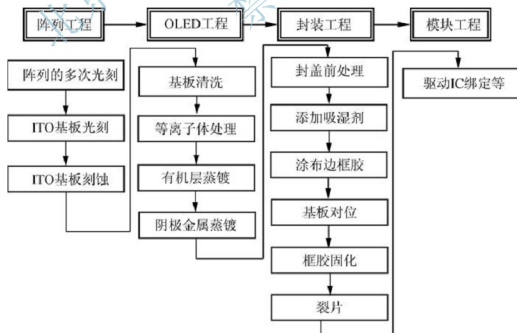 阵列工程
OLED工程
封装工程
模块工程
阵列的多次光刻
ITO基板光刻
ITO基板刻蚀
基板清洗
等离子体处理
有机层蒸镀
阴极金属蒸镀
封盖前处理
添加吸湿剂
涂布边框胶
基板对位
框胶固化
裂片
驱动IC绑定等